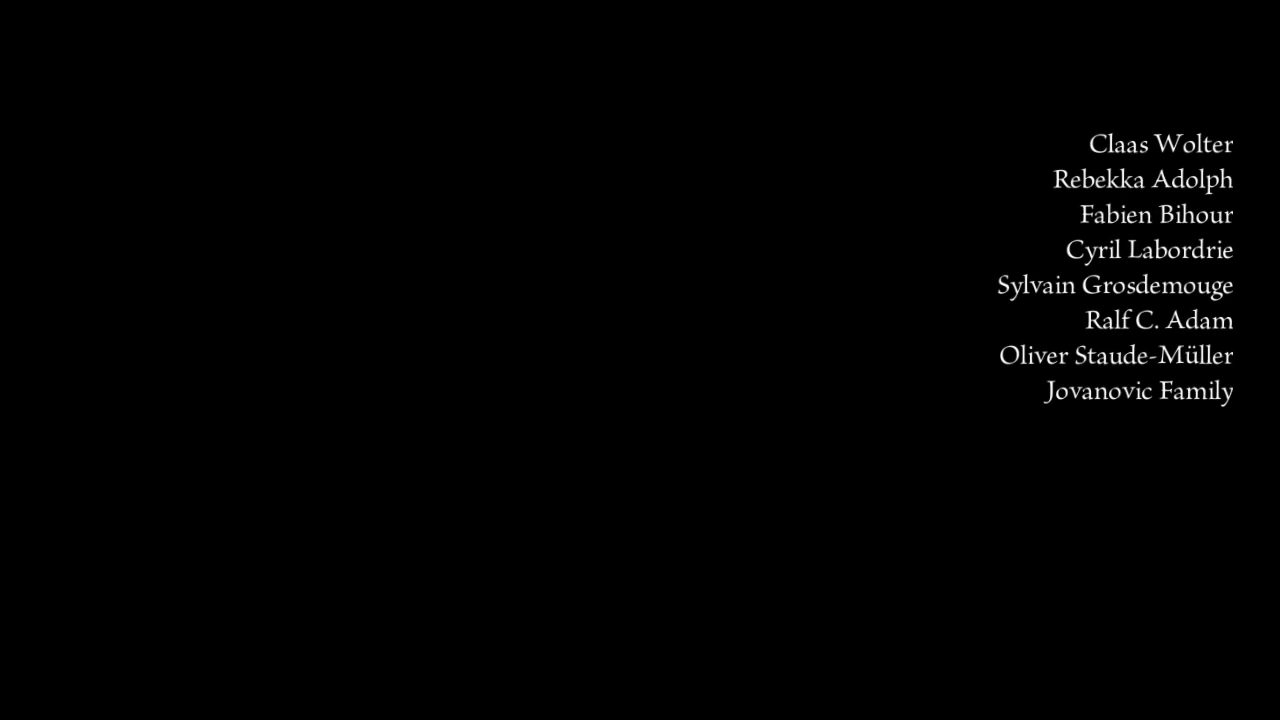 Claas Wolter
Rebekka Adolph
Fabien Bihour
Cyril Labordrie
Sylvain Grosdemouge
Ralf C. Adam
Oliver Staude-Müller
Jovanovic Family